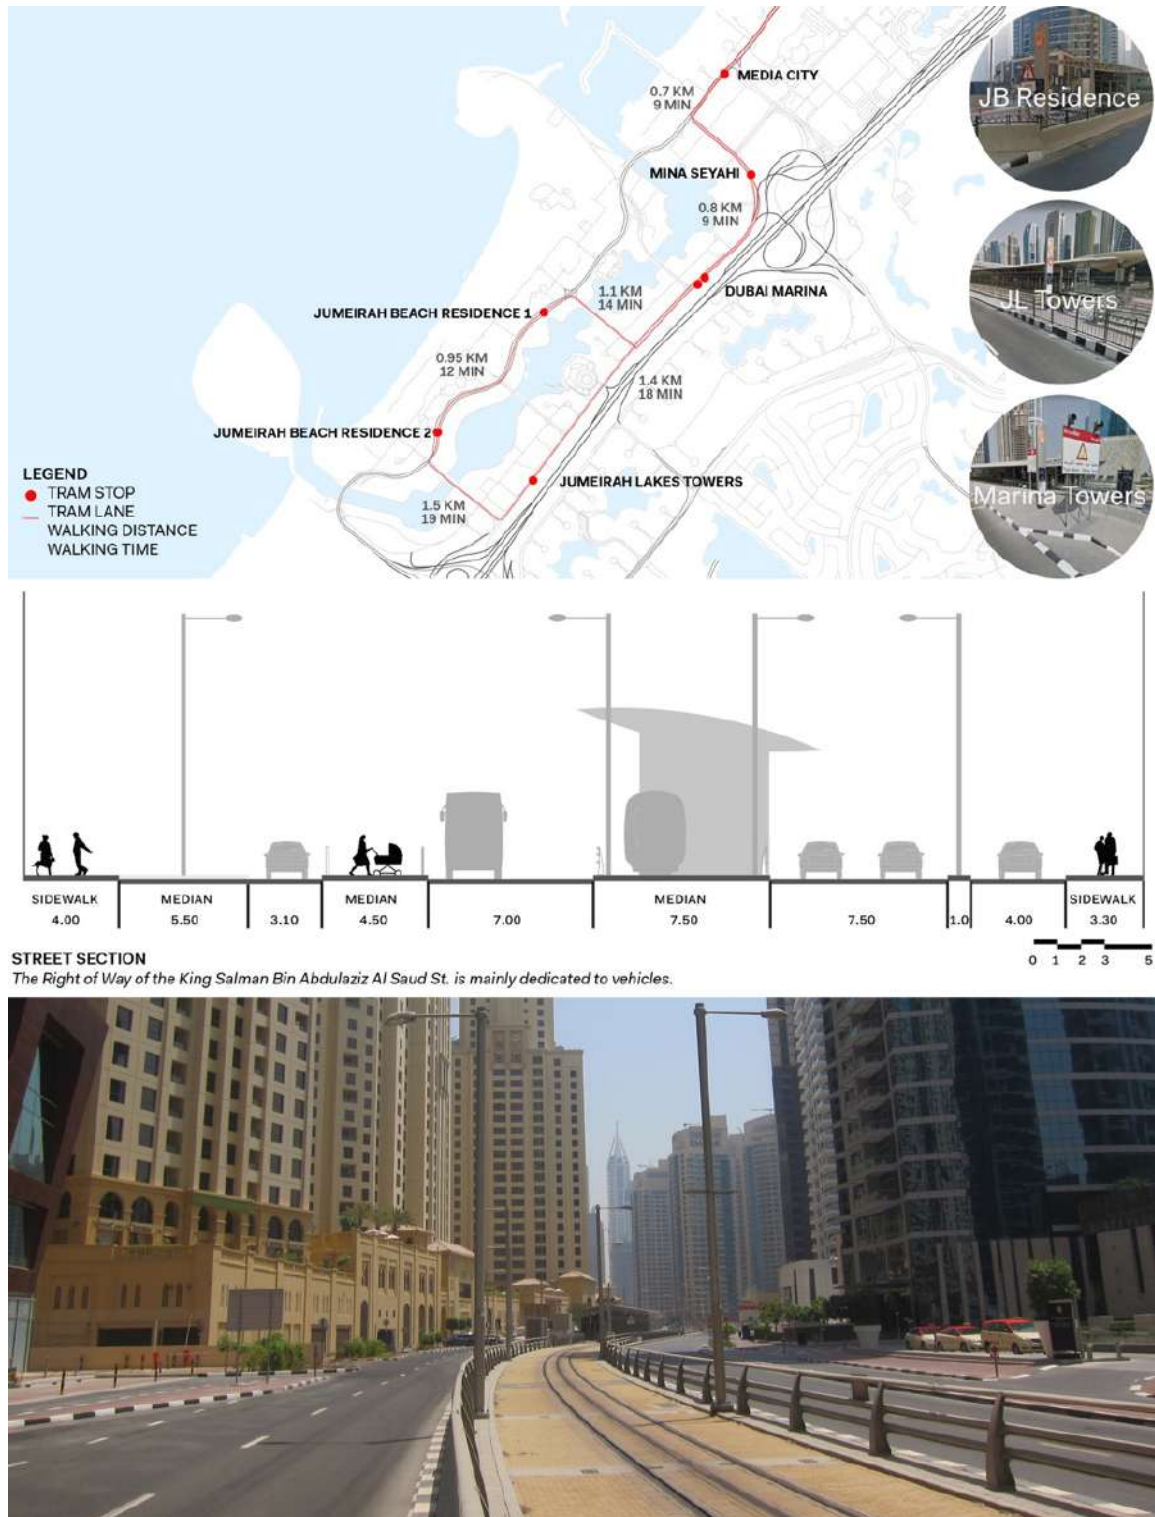 MEDIA CITY
0.7 KM
9 MIN
JB Residence
MINA SEYAHI
0.8 KM
9 MIN
JL Towers
DUBAI MARINA
1.1 KM
14 MIN
JUMEIRAH BEACH RESIDENCE 1
0.95 KM
12 MIN
1.4 KM
18 MIN
JUMEIRAH BEACH RESIDENCE 2
Marina Towers
JUMEIRAH LAKES TOWERS
1.5 KM
19 MIN
LEGEND
TRAM STOP
TRAM LANE
WALKING DISTANCE
WALKING TIME
SIDEWALK
4.00
MEDIAN
5.50
3.10
MEDIAN
4.50
7.00
MEDIAN
7.50
7.50
1.0
4.00
SIDEWALK
3.30
0 1 2 3 5
STREET SECTION
The Right of Way of the King Salman Bin Abdulaziz Al Saud St. is mainly dedicated to vehicles.